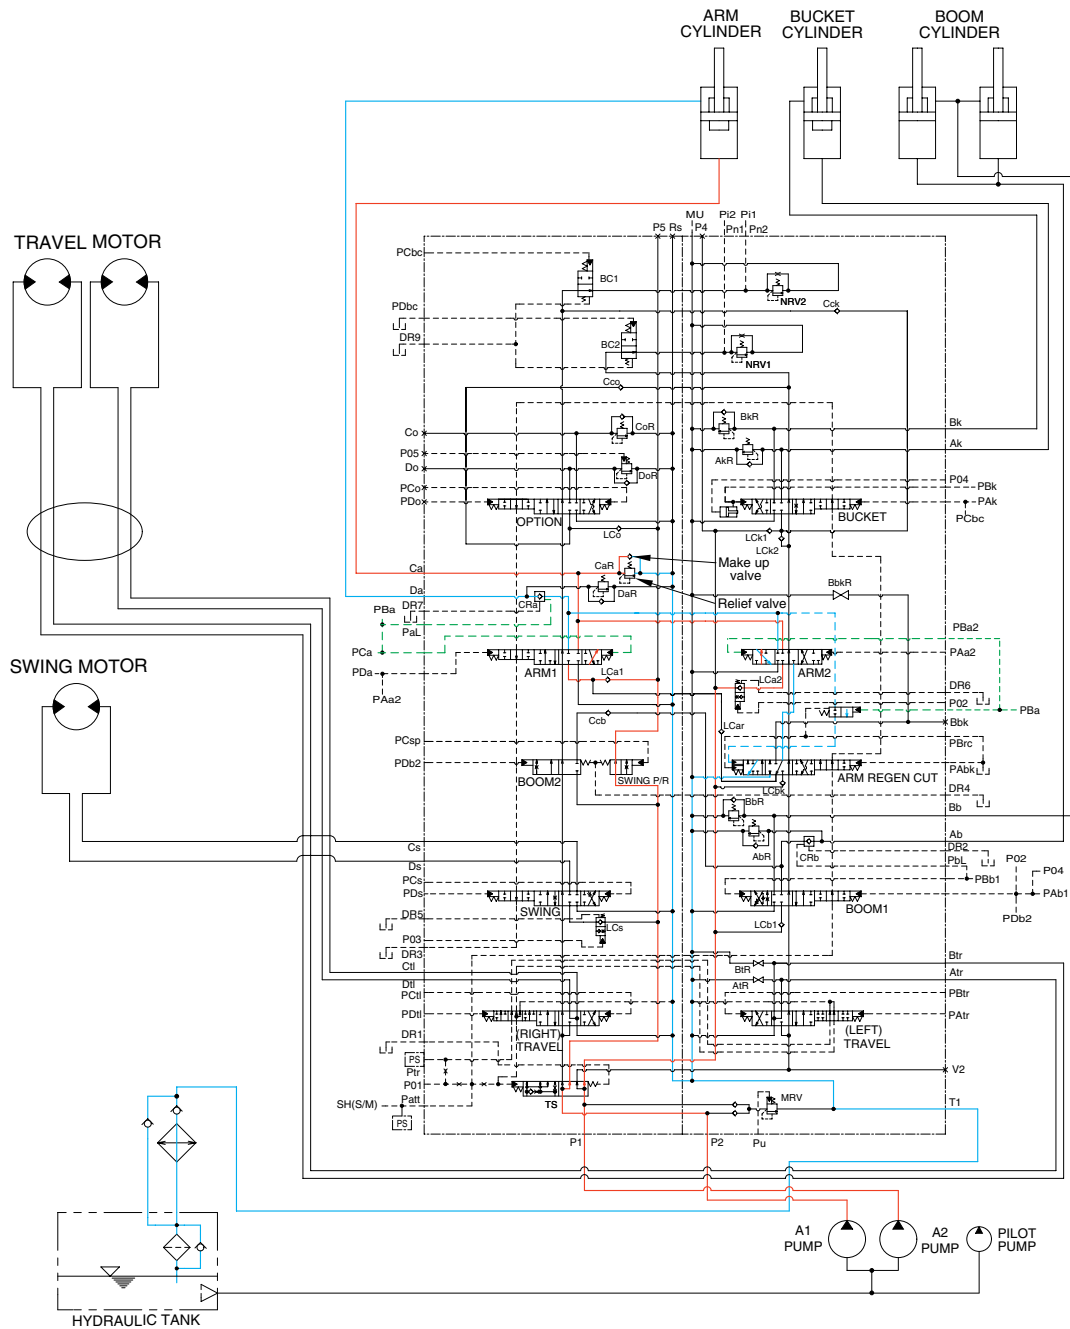 ARM
CYLINDER
BUCKET
CYLINDER
BOOM
CYLINDER
TRAVEL MOTOR
MU
Pi2 Pi1
P5 Rs
P4
Pn1 Pn2
PCbc
BC1
NRV2
Cck
PDbc
DR9
BC2
NRV1
Cco
Co
CoR
BkR
Bk
P05
Ak
Do
DoR
AkR
P04
PCo
PBk
PDo
PAk
OPTION
BUCKET
PCbc
LCo
LCk1
LCk2
Make up
valve
Ca
CaR
Da
DaR
Relief valve
BbkR
CRa
PBa
DR7
PaL
PBa2
PCa
PAa2
PDa
ARM1
LCa1
LCa2
ARM2
PAa2
DR6
P02
PBa
Ccb
LCar
Bbk
PCsp
PBrc
PDb2
BOOM2
SWING P/R
ARM REGEN CUT
PAbk
LCbk
DR4
BbR
Bb
SWING MOTOR
Cs
AbR
CRb
Ab
DR2
Ds
PbL
P02
P04
PCs
PBb1
PDs
PAb1
SWING
BOOM1
PDb2
DR5
LCs
LCb1
P03
DR3
Btr
Ctl
BtR
Atr
Dtl
AtR
PCtl
PBtr
PDtl
PAtr
(RIGHT)
TRAVEL
(LEFT)
TRAVEL
DR1
PS
Ptr
V2
P01
Patt
TS
MRV
T1
SH(S/M)
PS
P1
P2
Pu
A1
PUMP
A2
PUMP
PILOT
PUMP
HYDRAULIC TANK